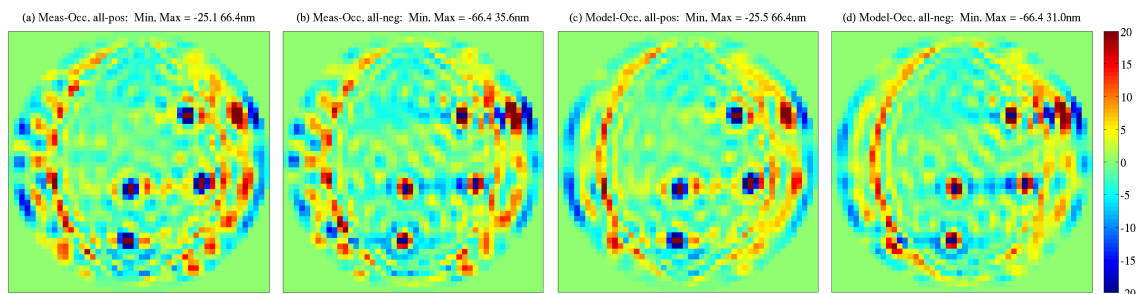 (a) Meas-Occ, all-pos: Min, Max = -25.1 66.4nm
(b) Meas-Occ, all-neg: Min, Max = -66.4 35.6nm
(c) Model-Occ, all-pos: Min, Max = -25.5 66.4nm
(d) Model-Occ, all-neg: Min, Max = -66.4 31.0nm
20
15
10
5
0
-5
-10
-15
-20